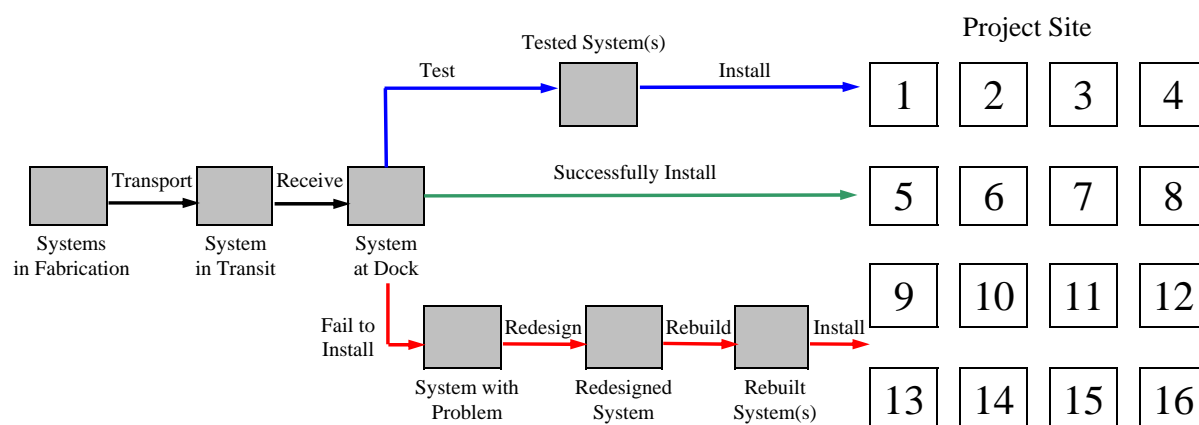 Project Site
Tested System(s)
Test
Install
1 2 3 4
Transport
Receive
Successfully Install
5 6 7 8
Systems
in Fabrication
System
in Transit
System
at Dock
9 10 11 12
Fail to
Install
Redesign
Rebuild
Install
System with
Problem
Redesigned
System
Rebuilt
System(s)
13 14 15 16